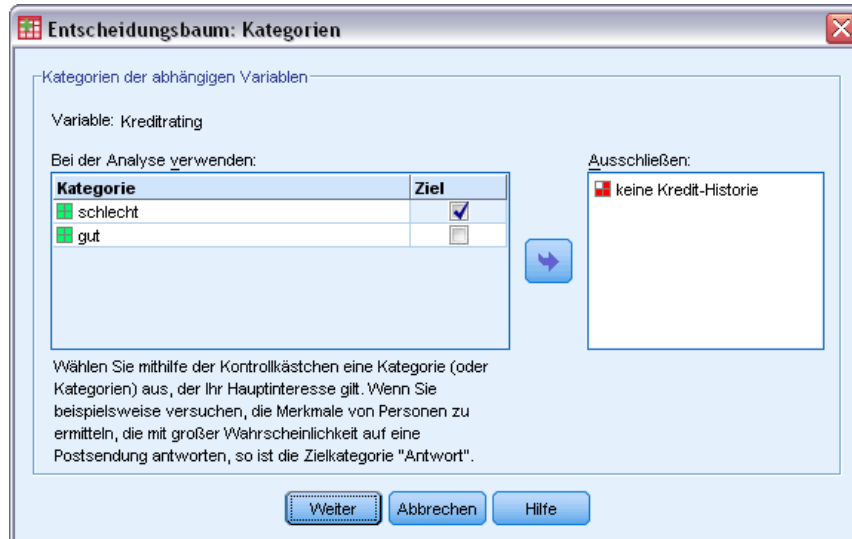 Entscheidungsbaum: Kategorien
Kategorien der abhängigen Variablen
Variable: Kreditrating
Bei der Analyse verwenden:
Kategorie Ziel
schlecht
gut
Ausschließen:
keine Kredit-Historie
Wählen Sie mithilfe der Kontrollkästchen eine Kategorie (oder
Kategorien) aus, der Ihr Hauptinteresse gilt. Wenn Sie
beispielsweise versuchen, die Merkmale von Personen zu
ermitteln, die mit großer Wahrscheinlichkeit auf eine
Postsendung antworten, so ist die Zielkategorie "Antwort".
Weiter Abbrechen Hilfe